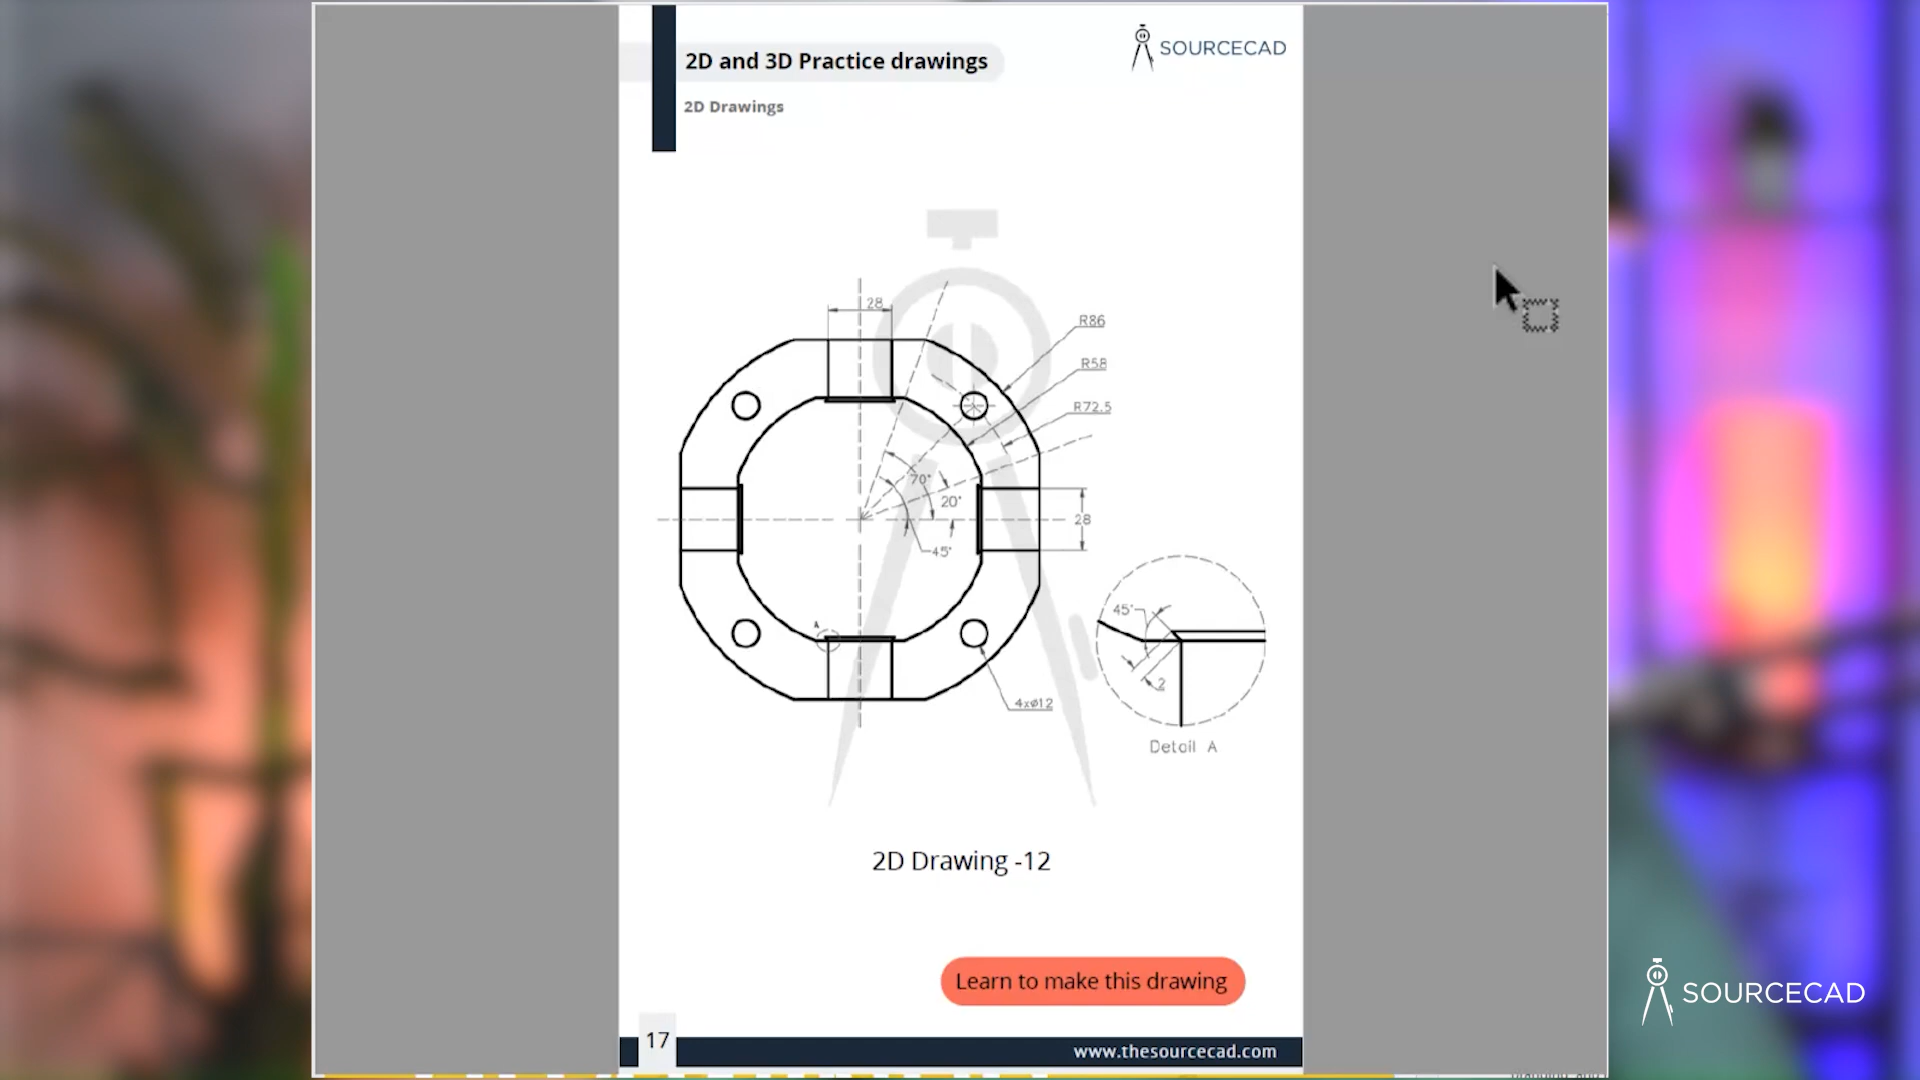 2D and 3D Practice drawings
SOURCECAD
2D Drawings
28
R86
R58
R72.5
70°
20°
28
45°
A
45°
2
4xø12
Detail A
2D Drawing -12
Learn to make this drawing
SOURCECAD
17
www.thesourcecad.com